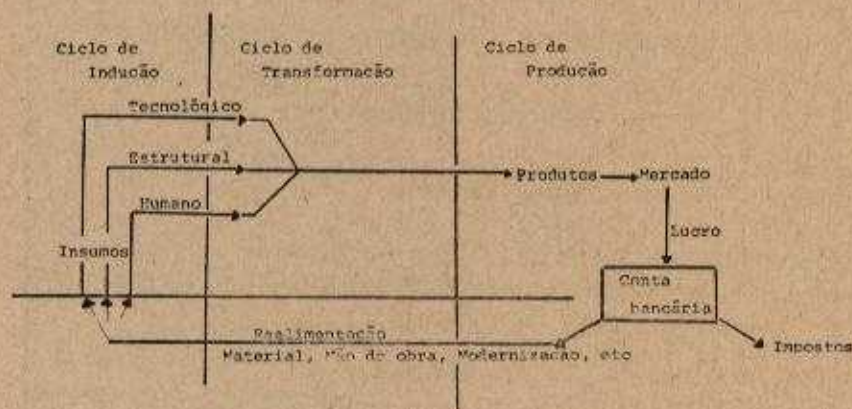 Ciclo de
Indução
Ciclo de
Transformação
Ciclo de
Produção
Tecnológico
Estrutural
Humano
Insumos
Produtos
Mercado
Lucro
Conta
bancária
Realimentação
Material, Mão de obra, Modernização, etc
Impostos